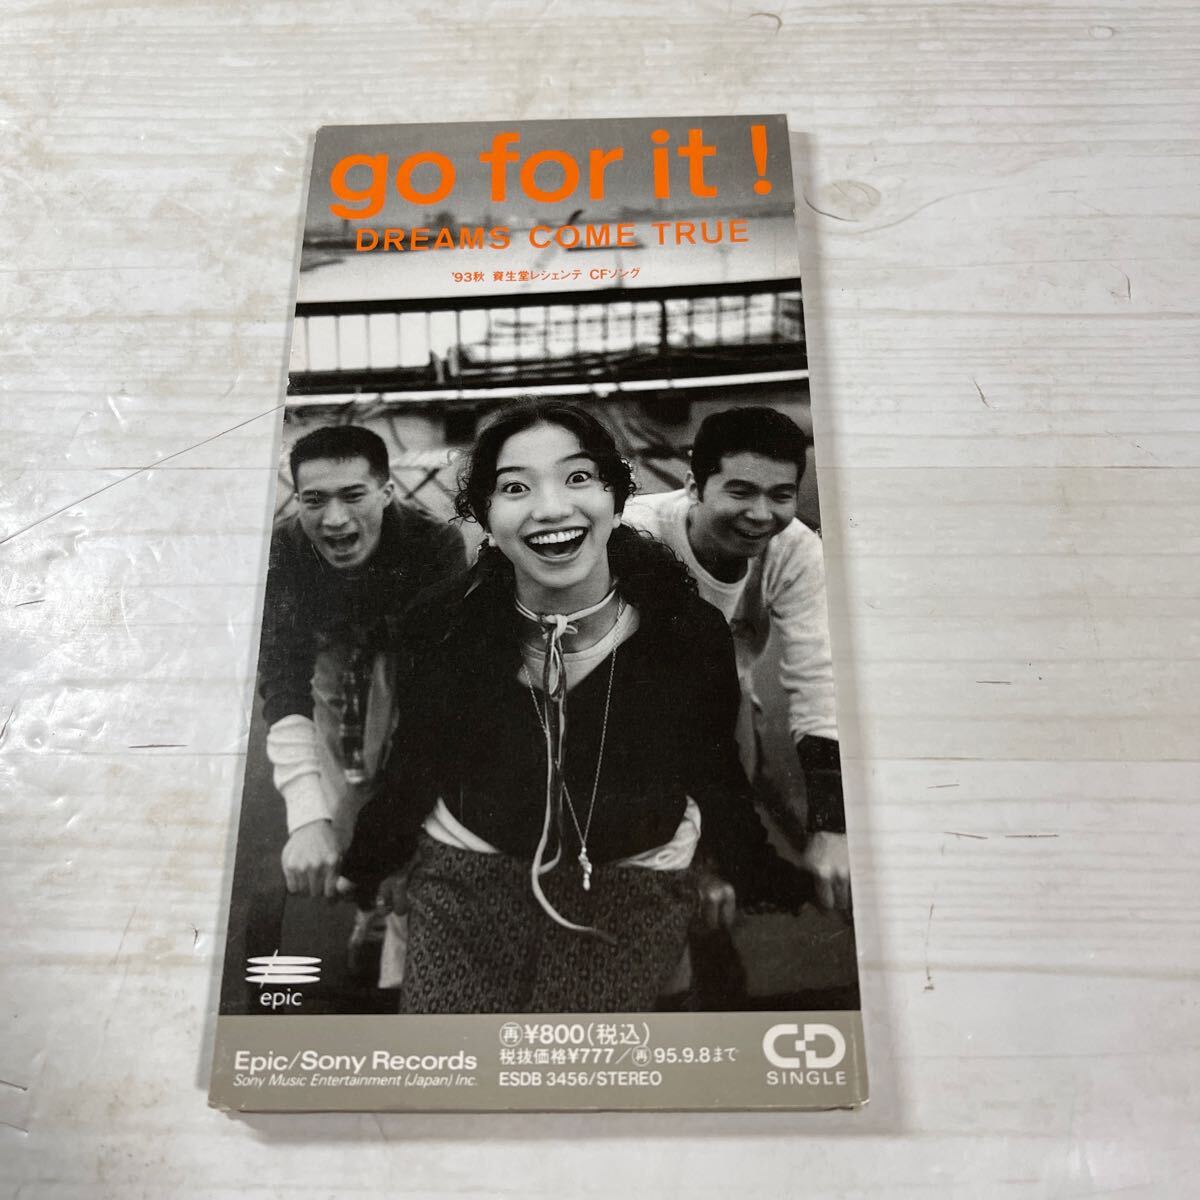 go for it !
DREAMS COME TRUE
'93秋 資生堂レシェンテ CFソング
epic
Epic/Sony Records
Sony Music Entertainment (Japan) Inc.
再¥800(税込)
税抜価格¥777/再95.9.8まで
ESDB 3456/STEREO
CD
SINGLE